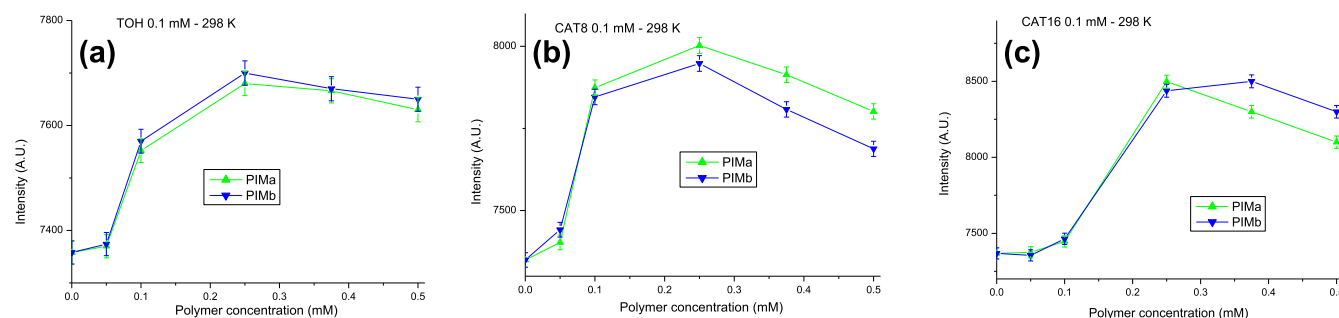 TOH 0.1 mM - 298 K
(a)
7800
7700
7600
7500
7400
Intensity (A.U.)
PIMa
PIMb
0.0 0.1 0.2 0.3 0.4 0.5
Polymer concentration (mM)
CAT8 0.1 mM - 298 K
(b)
8000
7500
Intensity (A.U.)
PIMa
PIMb
0.0 0.1 0.2 0.3 0.4 0.5
Polymer concentration (mM)
CAT16 0.1 mM - 298 K
(c)
8500
8000
7500
Intensity (A.U.)
PIMa
PIMb
0.0 0.1 0.2 0.3 0.4
Polymer concentration (mM)